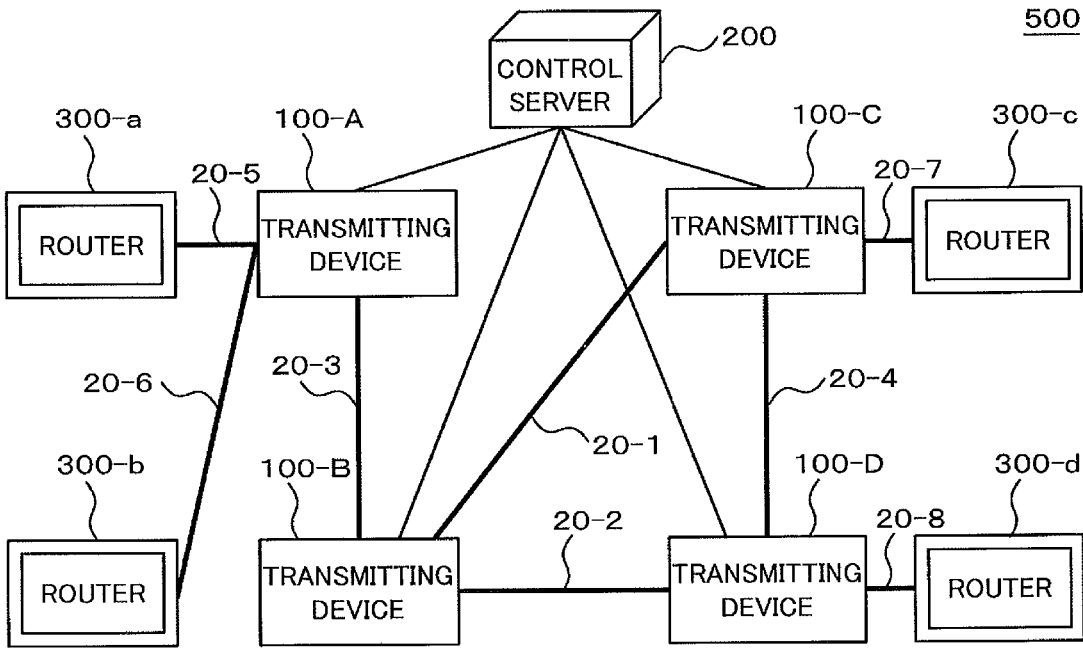 500
200
CONTROL
SERVER
300-a
100-A
100-C
300-c
20-5
20-7
ROUTER
TRANSMITTING
DEVICE
TRANSMITTING
DEVICE
ROUTER
20-3
20-4
20-6
20-1
300-b
100-B
100-D
300-d
20-2
20-8
ROUTER
TRANSMITTING
DEVICE
TRANSMITTING
DEVICE
ROUTER